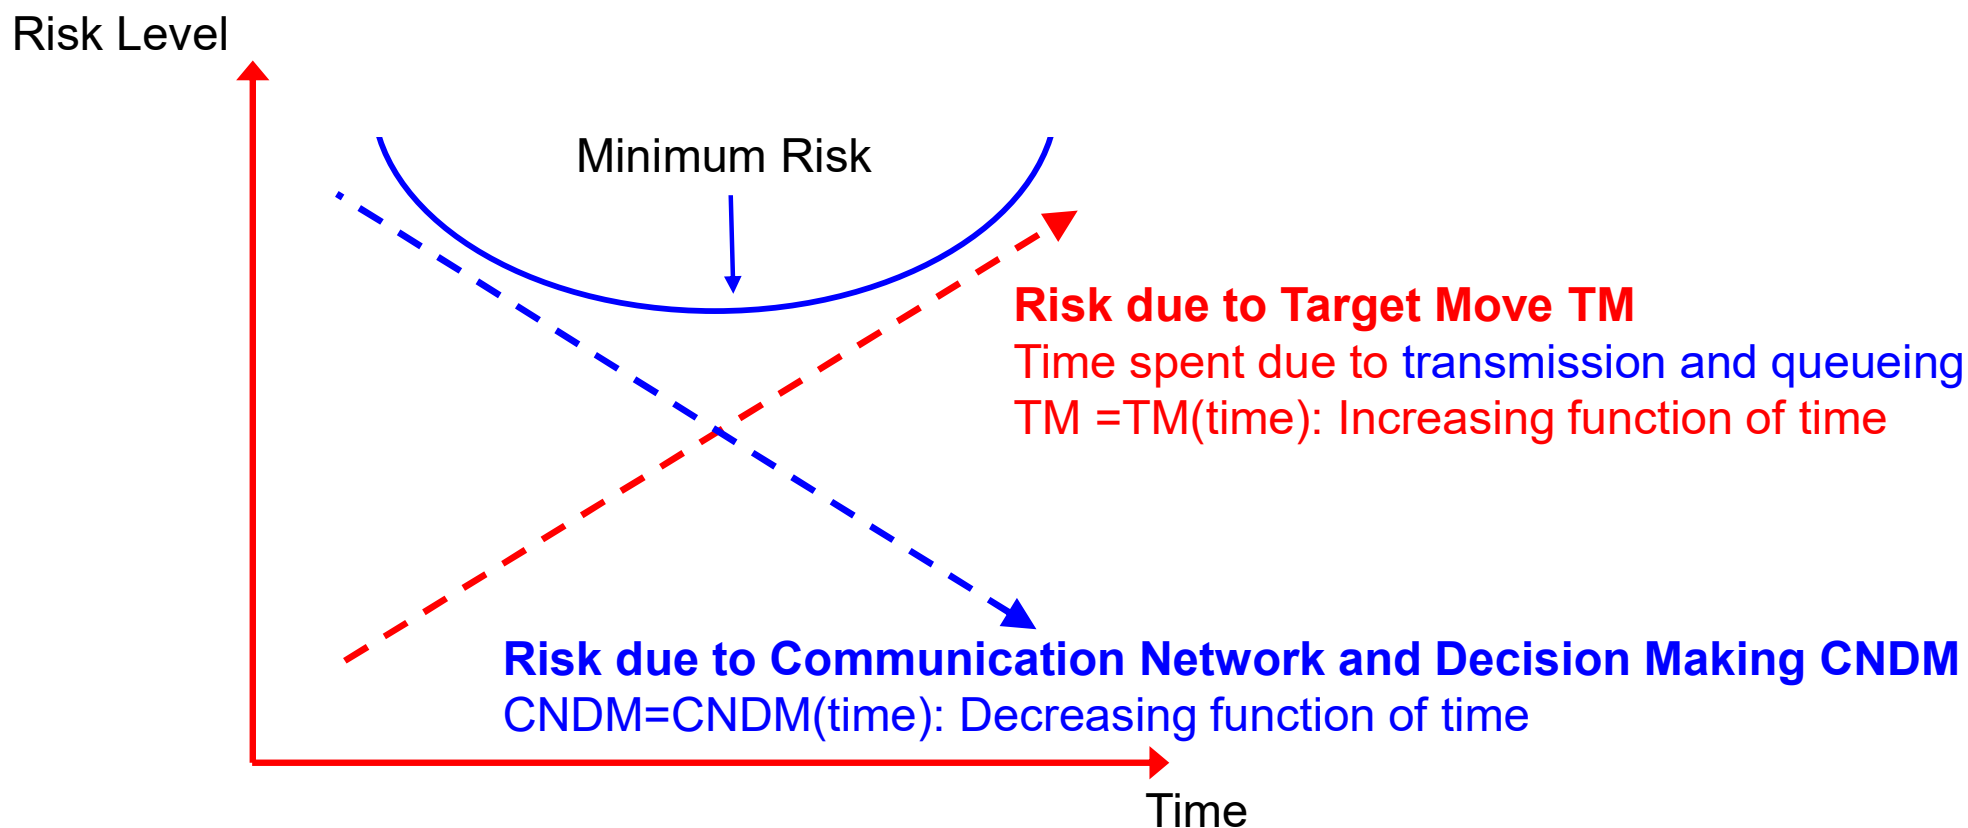 Risk Level
Minimum Risk
Risk due to Target Move TM
Time spent due to transmission and queueing
TM =TM(time): Increasing function of time
Risk due to Communication Network and Decision Making CNDM
CNDM=CNDM(time): Decreasing function of time
Time